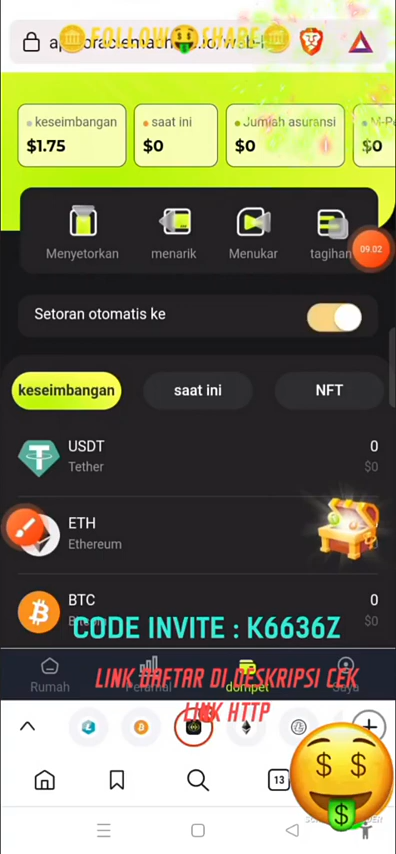 FOLLOW SHARE
keseimbangan
$1.75
saat ini
$0
Jumlah asuransi
$0
$0
Menyetorkan
menarik
Menukar
tagihan
09.02
Setoran otomatis ke
keseimbangan
saat ini
NFT
USDT
0
Tether
$0
ETH
Ethereum
BTC
0
CODE INVITE : K6636Z
Rumah
dompet
Saya
LINK DAFTAR DI DESKRIPSI CEK
LINK HTTP
13